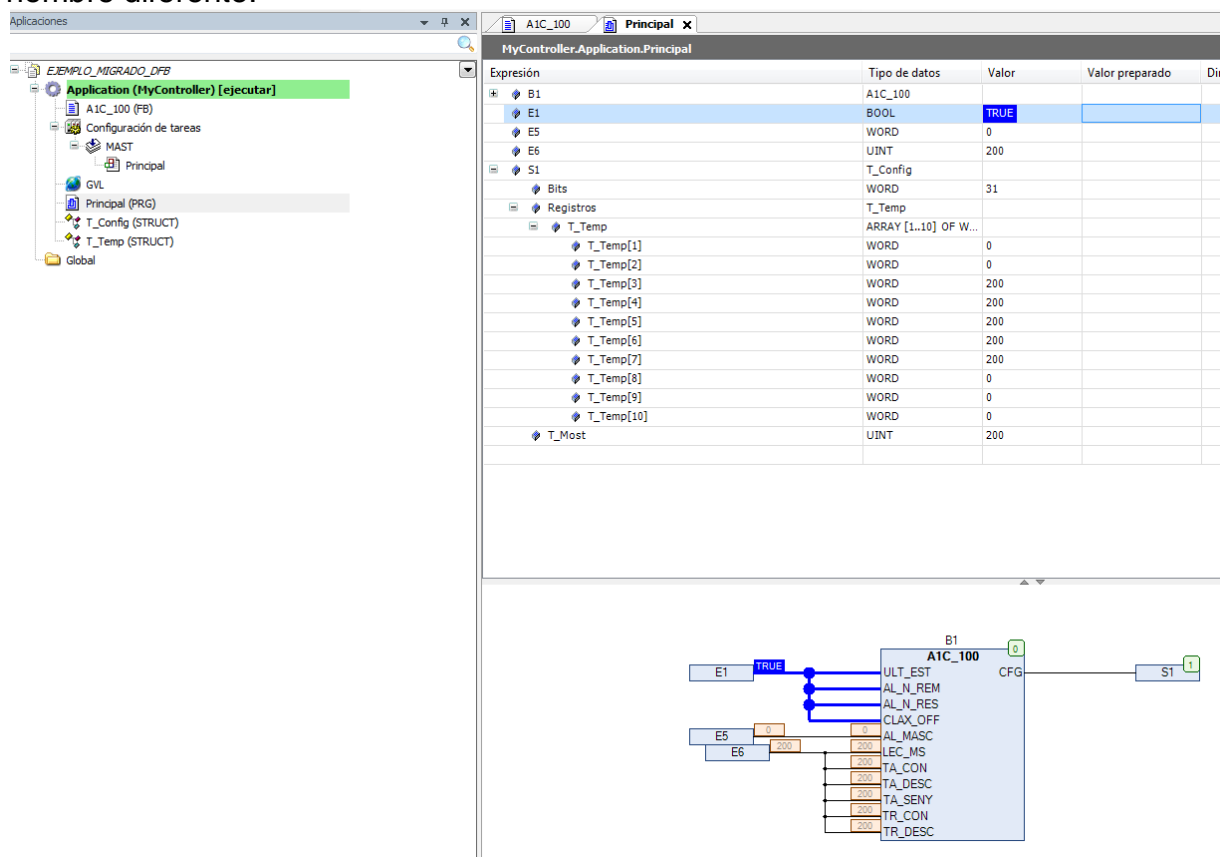 nombre diferente.
Aplicaciones
EJEMPLO_MIGRADO_DFB
Application (MyController) [ejecutar]
A1C_100 (FB)
Configuración de tareas
MAST
Principal
GVL
Principal (PRG)
T_Config (STRUCT)
T_Temp (STRUCT)
Global
A1C_100 Principal
MyController.Application.Principal
Expresión Tipo de datos Valor Valor preparado
B1 A1C_100
E1 BOOL TRUE
E5 WORD 0
E6 UINT 200
S1 T_Config
Bits WORD 31
Registros T_Temp
T_Temp ARRAY [1..10] OF W...
T_Temp[1] WORD 0
T_Temp[2] WORD 0
T_Temp[3] WORD 200
T_Temp[4] WORD 200
T_Temp[5] WORD 200
T_Temp[6] WORD 200
T_Temp[7] WORD 200
T_Temp[8] WORD 0
T_Temp[9] WORD 0
T_Temp[10] WORD 0
T_Most UINT 200
B1
A1C_100 0
E1 TRUE ULT_EST CFG S1 1
AL_N_REM
AL_N_RES
CLAX_OFF
E5 0 0 AL_MASC
E6 200 200 LEC_MS
200 TA_CON
200 TA_DESC
200 TA_SENY
200 TR_CON
200 TR_DESC